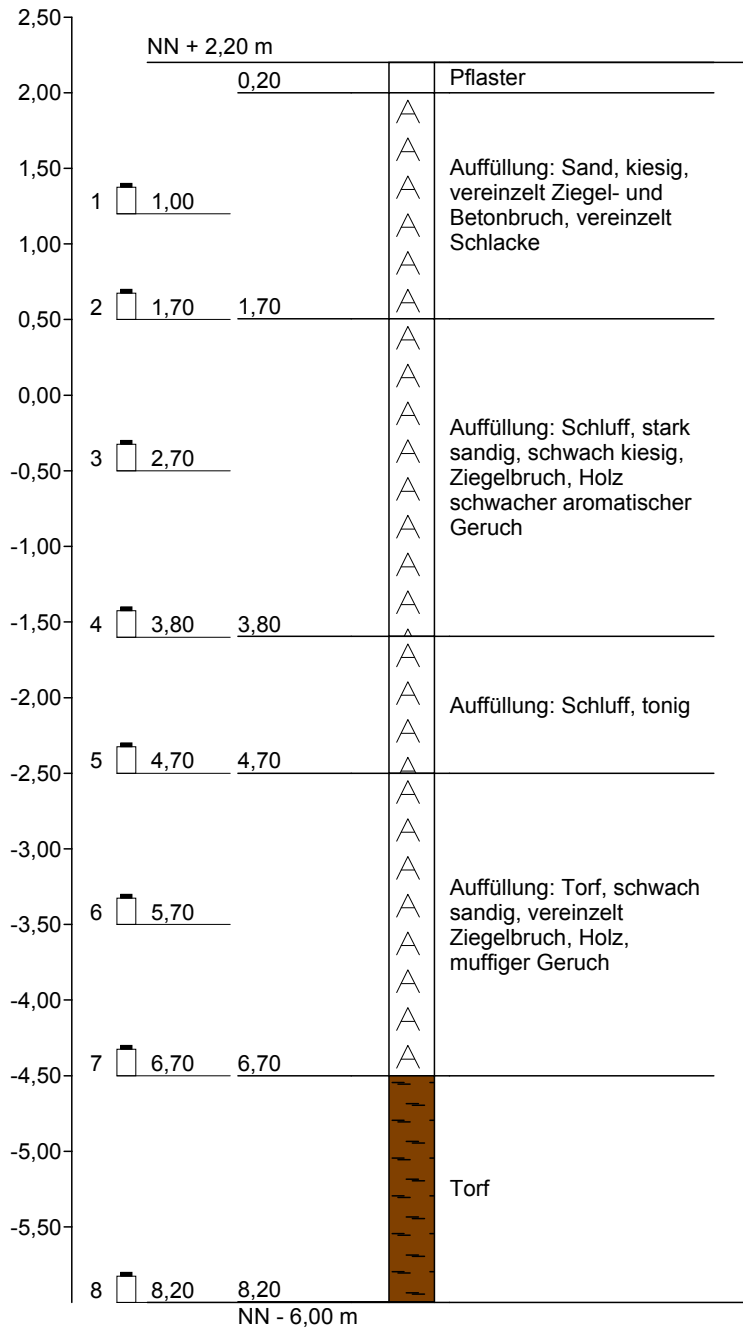 2,50
NN + 2,20 m
0,20 Pflaster
2,00
1,50
Auffüllung: Sand, kiesig,
vereinzelt Ziegel- und
Betonbruch, vereinzelt
Schlacke
1 1,00
1,00
2 1,70 1,70
0,50
0,00
Auffüllung: Schluff, stark
sandig, schwach kiesig,
Ziegelbruch, Holz
schwacher aromatischer
Geruch
3 2,70
-0,50
-1,00
-1,50
4 3,80 3,80
-2,00
Auffüllung: Schluff, tonig
5 4,70 4,70
-2,50
-3,00
Auffüllung: Torf, schwach
sandig, vereinzelt
Ziegelbruch, Holz,
muffiger Geruch
6 5,70
-3,50
-4,00
7 6,70 6,70
-4,50
-5,00
Torf
-5,50
8 8,20 8,20
NN - 6,00 m